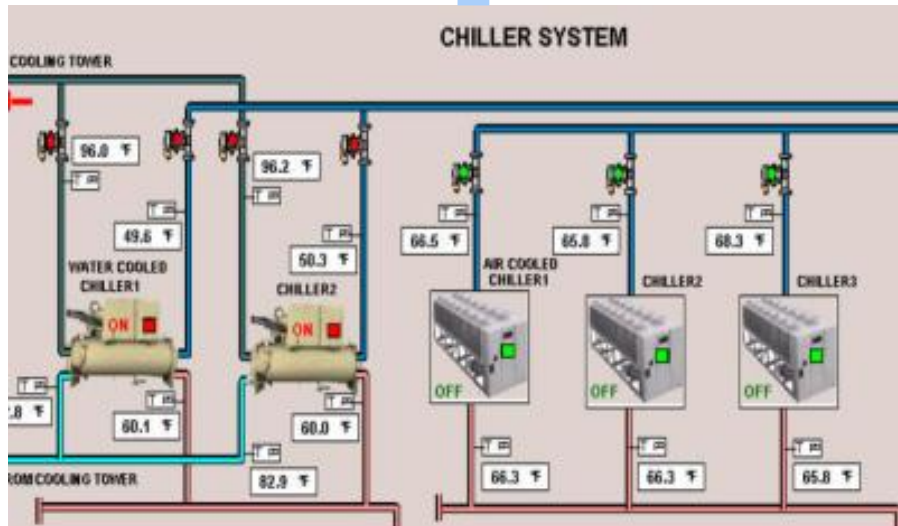 CHILLER SYSTEM
COOLING TOWER
96.0 °F
96.2 °F
T
T
T
T
T
T
49.6 °F
66.5 °F
65.8 °F
68.3 °F
T
50.3 °F
WATER COOLED
CHILLER1
AIR COOLED
CHILLER1
CHILLER2
CHILLER2
CHILLER3
ON
ON
OFF
OFF
OFF
T
T
T
.8 °F
60.1 °F
60.0 °F
T
T
T
T
66.3 °F
66.3 °F
65.8 °F
ROM COOLING TOWER
82.9 °F